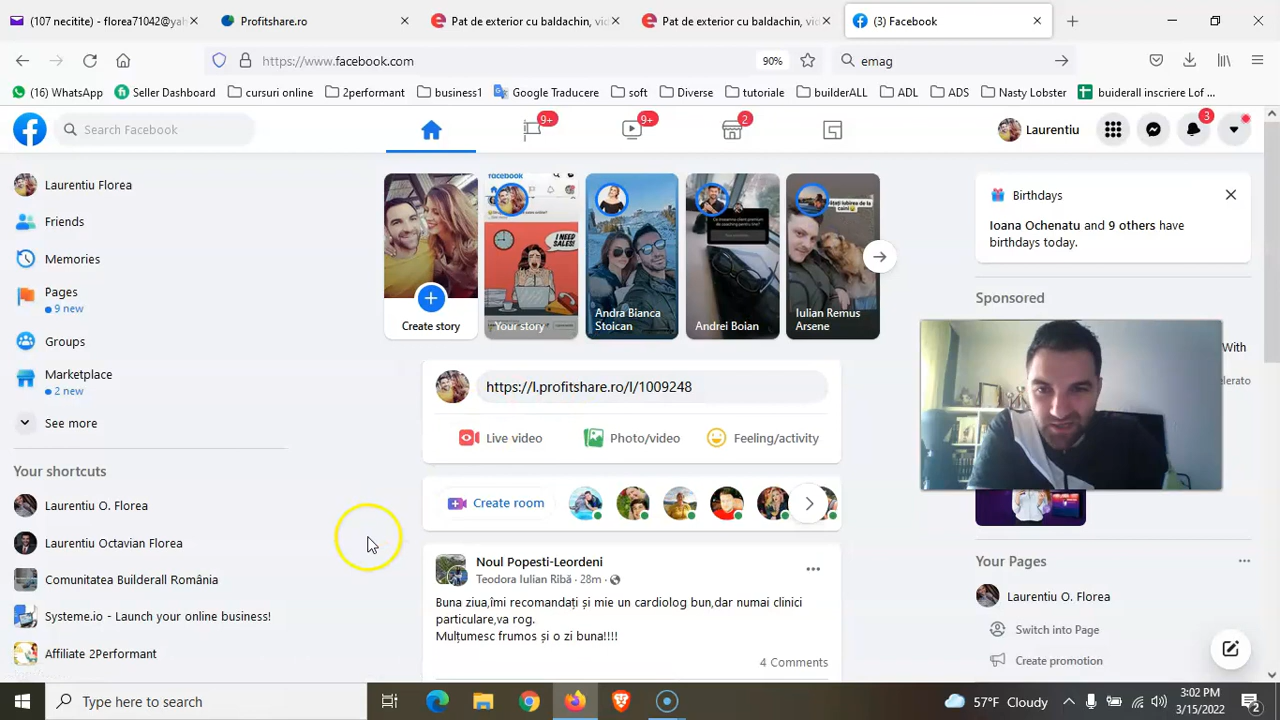 (107 necitite) - florea71042@yah
Profitshare.ro
Pat de exterior cu baldachin, vid
Pat de exterior cu baldachin, vid
(3) Facebook
https://www.facebook.com
90%
emag
(16) WhatsApp
Seller Dashboard
cursuri online
2performant
business1
Google Traducere
soft
Diverse
tutoriale
builderALL
ADL
ADS
Nasty Lobster
buiderall inscriere Lof ...
Search Facebook
9+
9+
2
Laurentiu
3
Laurentiu Florea
Friends
Memories
Pages
9 new
Groups
Marketplace
2 new
See more
Your shortcuts
Laurentiu O. Florea
Laurentiu Octavian Florea
Comunitatea Builderall România
Systeme.io - Launch your online business!
Affiliate 2Performant
facebook
I NEED
SALES!
Create story
Your story
Andra Bianca
Stoican
Andrei Boian
Iulian Remus
Arsene
https://l.profitshare.ro/l/1009248
Live video
Photo/video
Feeling/activity
Create room
Noul Popesti-Leordeni
Teodora Iulian Ribă · 28m ·
Buna ziua,îmi recomandați și mie un cardiolog bun,dar numai clinici
particulare,va rog.
Mulțumesc frumos și o zi buna!!!!
4 Comments
Birthdays
Ioana Ochenatu and 9 others have
birthdays today.
Sponsored
With
elerato
Your Pages
Laurentiu O. Florea
Switch into Page
Create promotion
Type here to search
57°F Cloudy
3:02 PM
3/15/2022
2